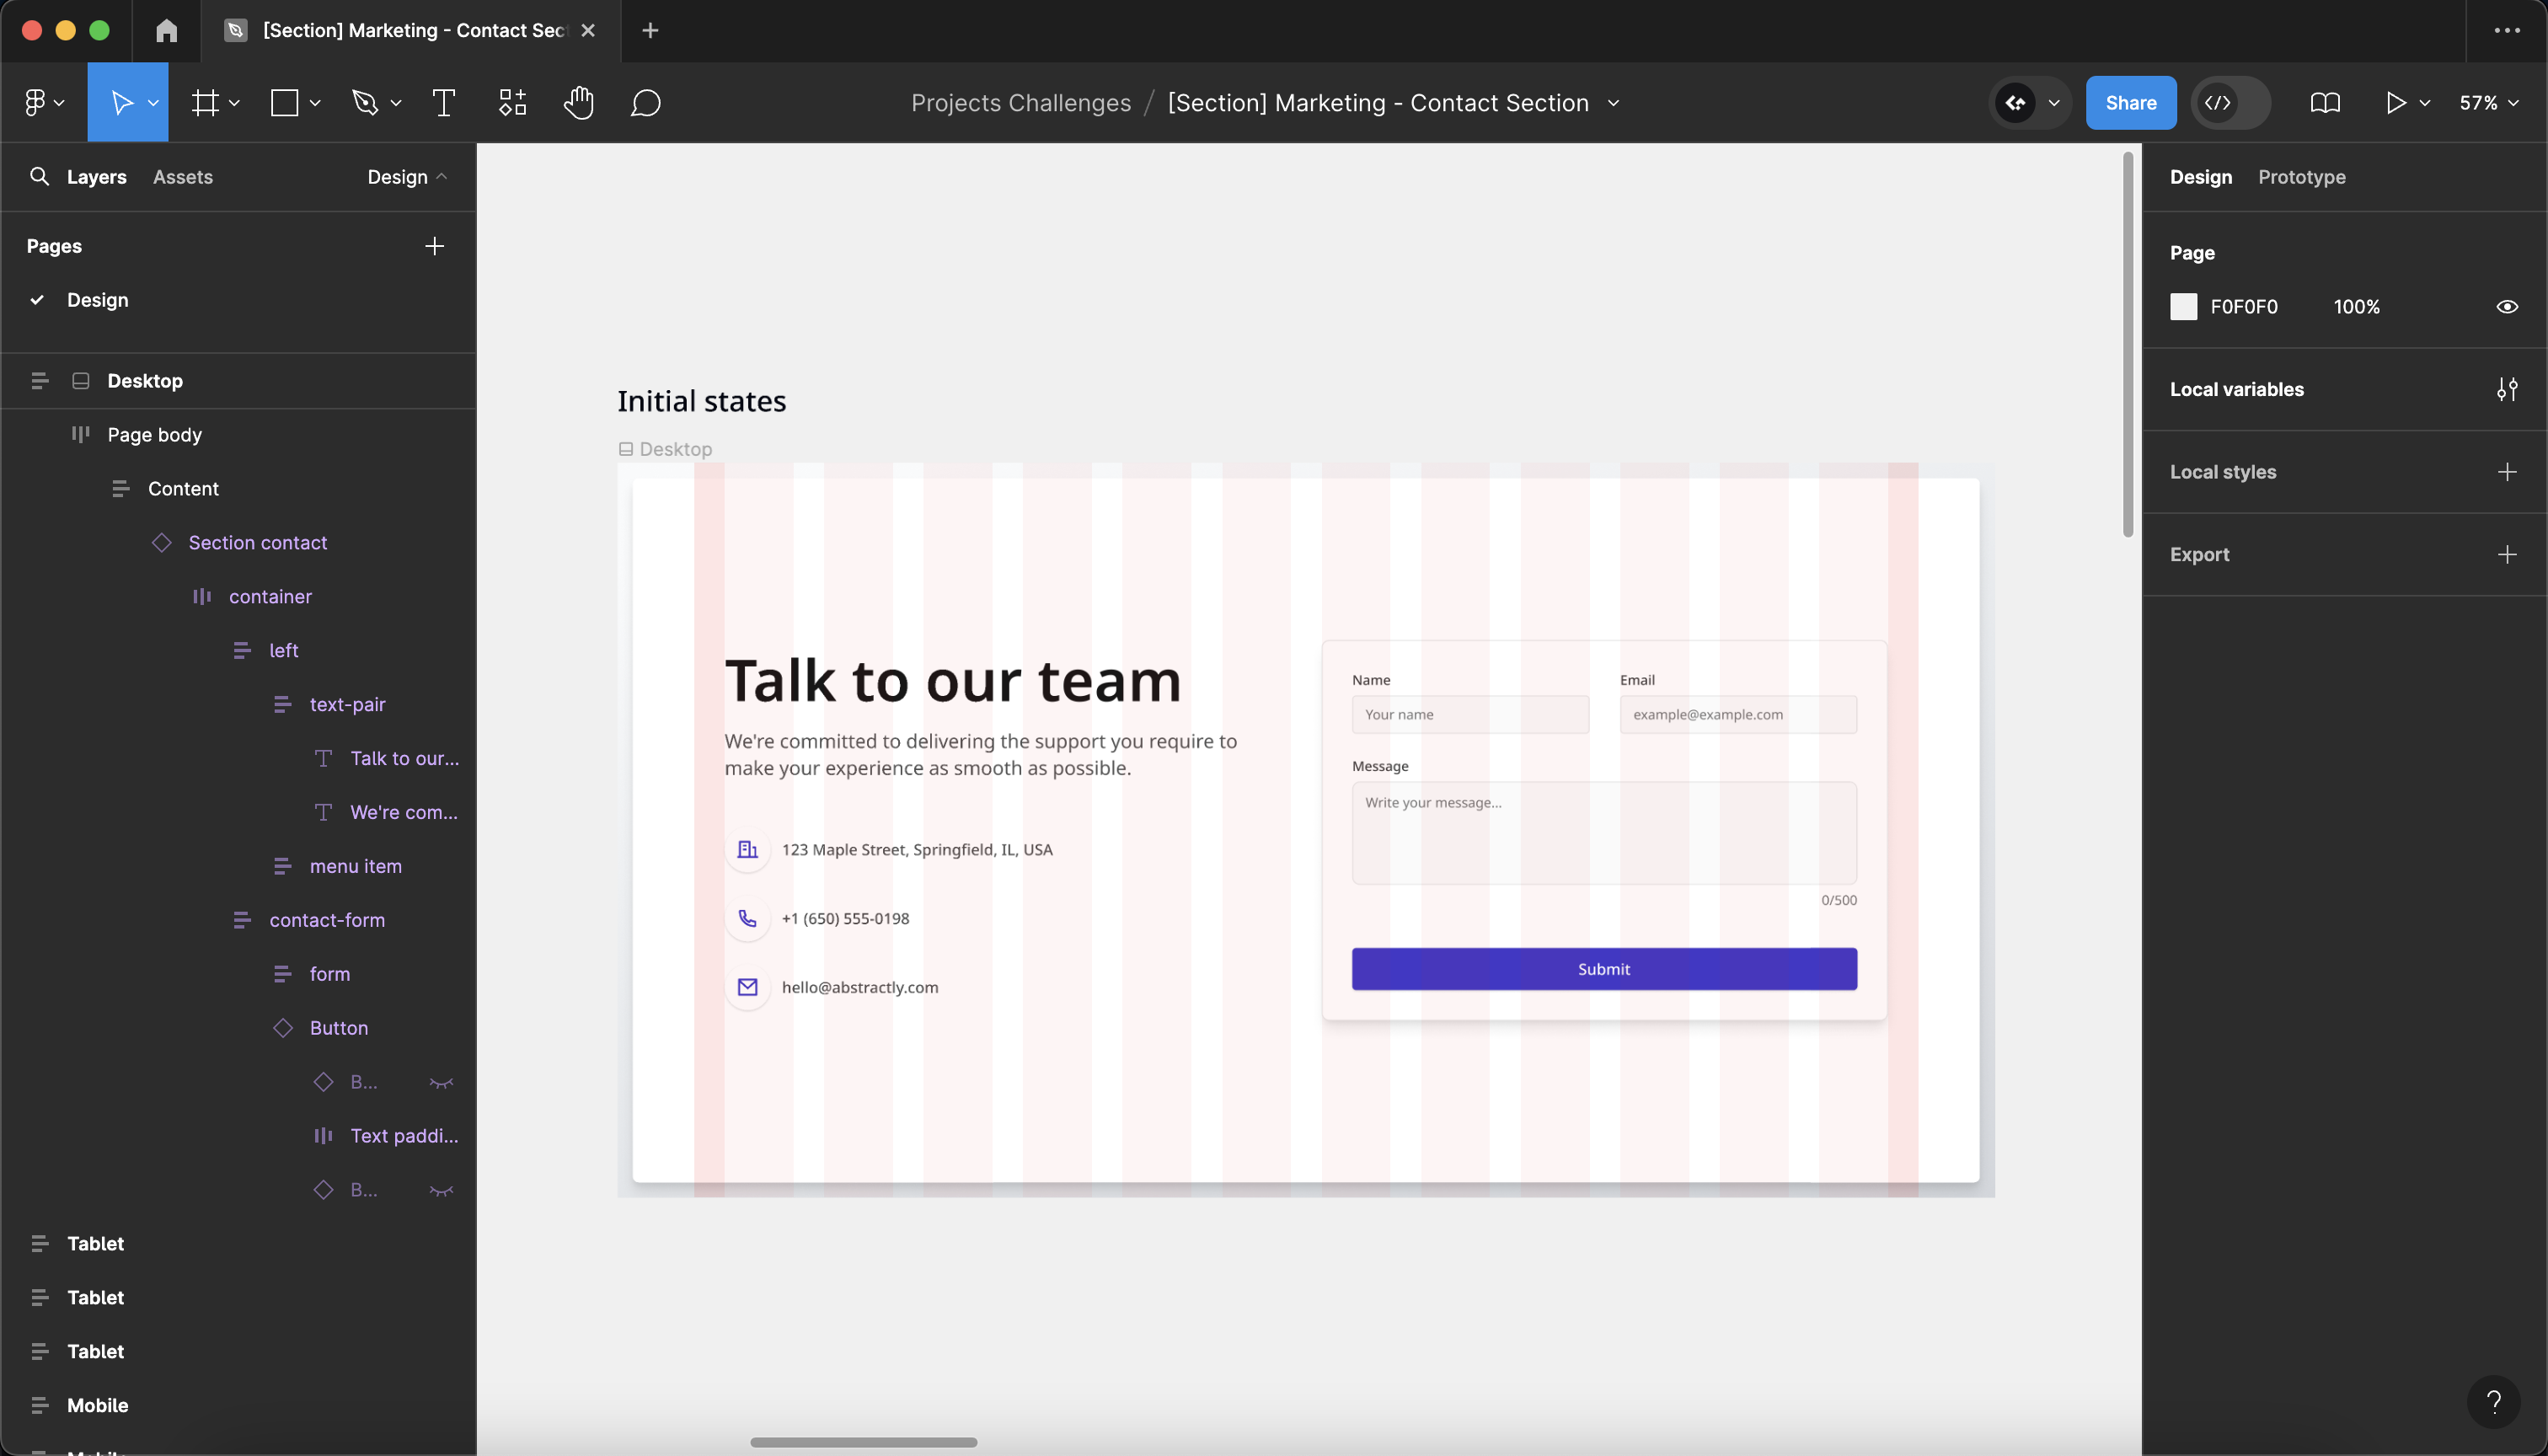 [Section] Marketing - Contact Sec
Projects Challenges / [Section] Marketing - Contact Section
Share
57%
Layers
Assets
Design
Pages
Design
Desktop
Page body
Content
Section contact
container
left
text-pair
Talk to our...
We're com...
menu item
contact-form
form
Button
B...
Text paddi...
B...
Tablet
Tablet
Tablet
Mobile
Initial states
Desktop
Talk to our team
We're committed to delivering the support you require to
make your experience as smooth as possible.
123 Maple Street, Springfield, IL, USA
+1 (650) 555-0198
hello@abstractly.com
Name
Your name
Email
example@example.com
Message
Write your message...
0/500
Submit
Design
Prototype
Page
F0F0F0
100%
Local variables
Local styles
Export
?